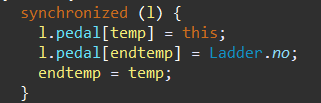 synchronized (l) {
  l.pedal[temp] = this;
  l.pedal[endtemp] = Ladder.no;
  endtemp = temp;
}